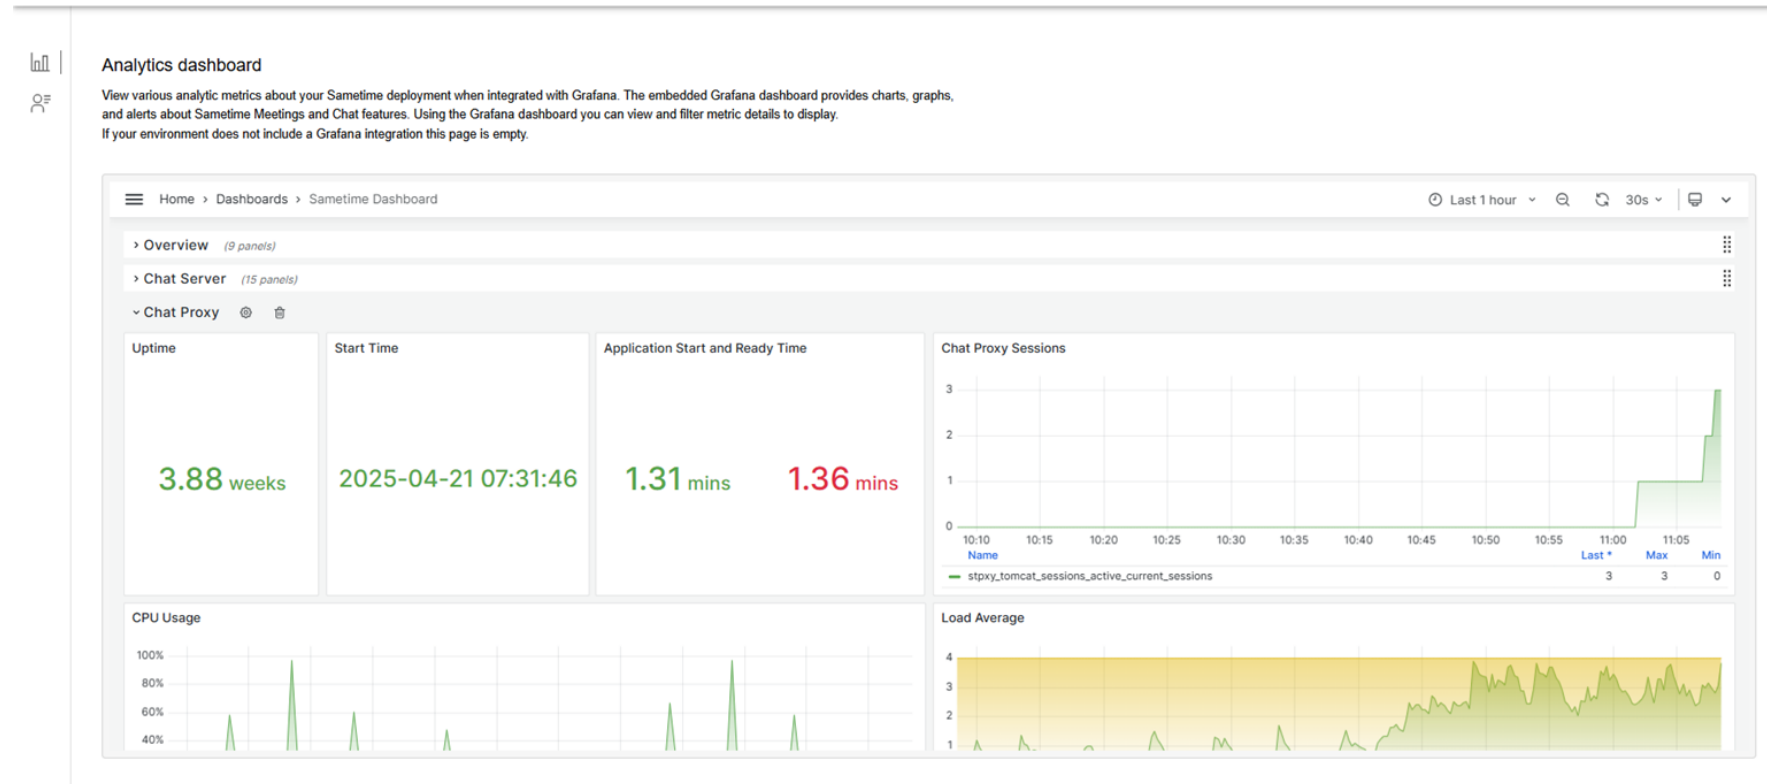 Analytics dashboard
View various analytic metrics about your Sametime deployment when integrated with Grafana. The embedded Grafana dashboard provides charts, graphs,
and alerts about Sametime Meetings and Chat features. Using the Grafana dashboard you can view and filter metric details to display.
If your environment does not include a Grafana integration this page is empty.
Home › Dashboards › Sametime Dashboard
Last 1 hour
30s
Overview (9 panels)
Chat Server (15 panels)
Chat Proxy
Uptime
3.88 weeks
Start Time
2025-04-21 07:31:46
Application Start and Ready Time
1.31 mins
1.36 mins
Chat Proxy Sessions
3
2
1
0
10:10 10:15 10:20 10:25 10:30 10:35 10:40 10:45 10:50 10:55 11:00 11:05
Name Last * Max Min
stpxy_tomcat_sessions_active_current_sessions 3 3 0
CPU Usage
100%
80%
60%
40%
Load Average
4
3
2
1